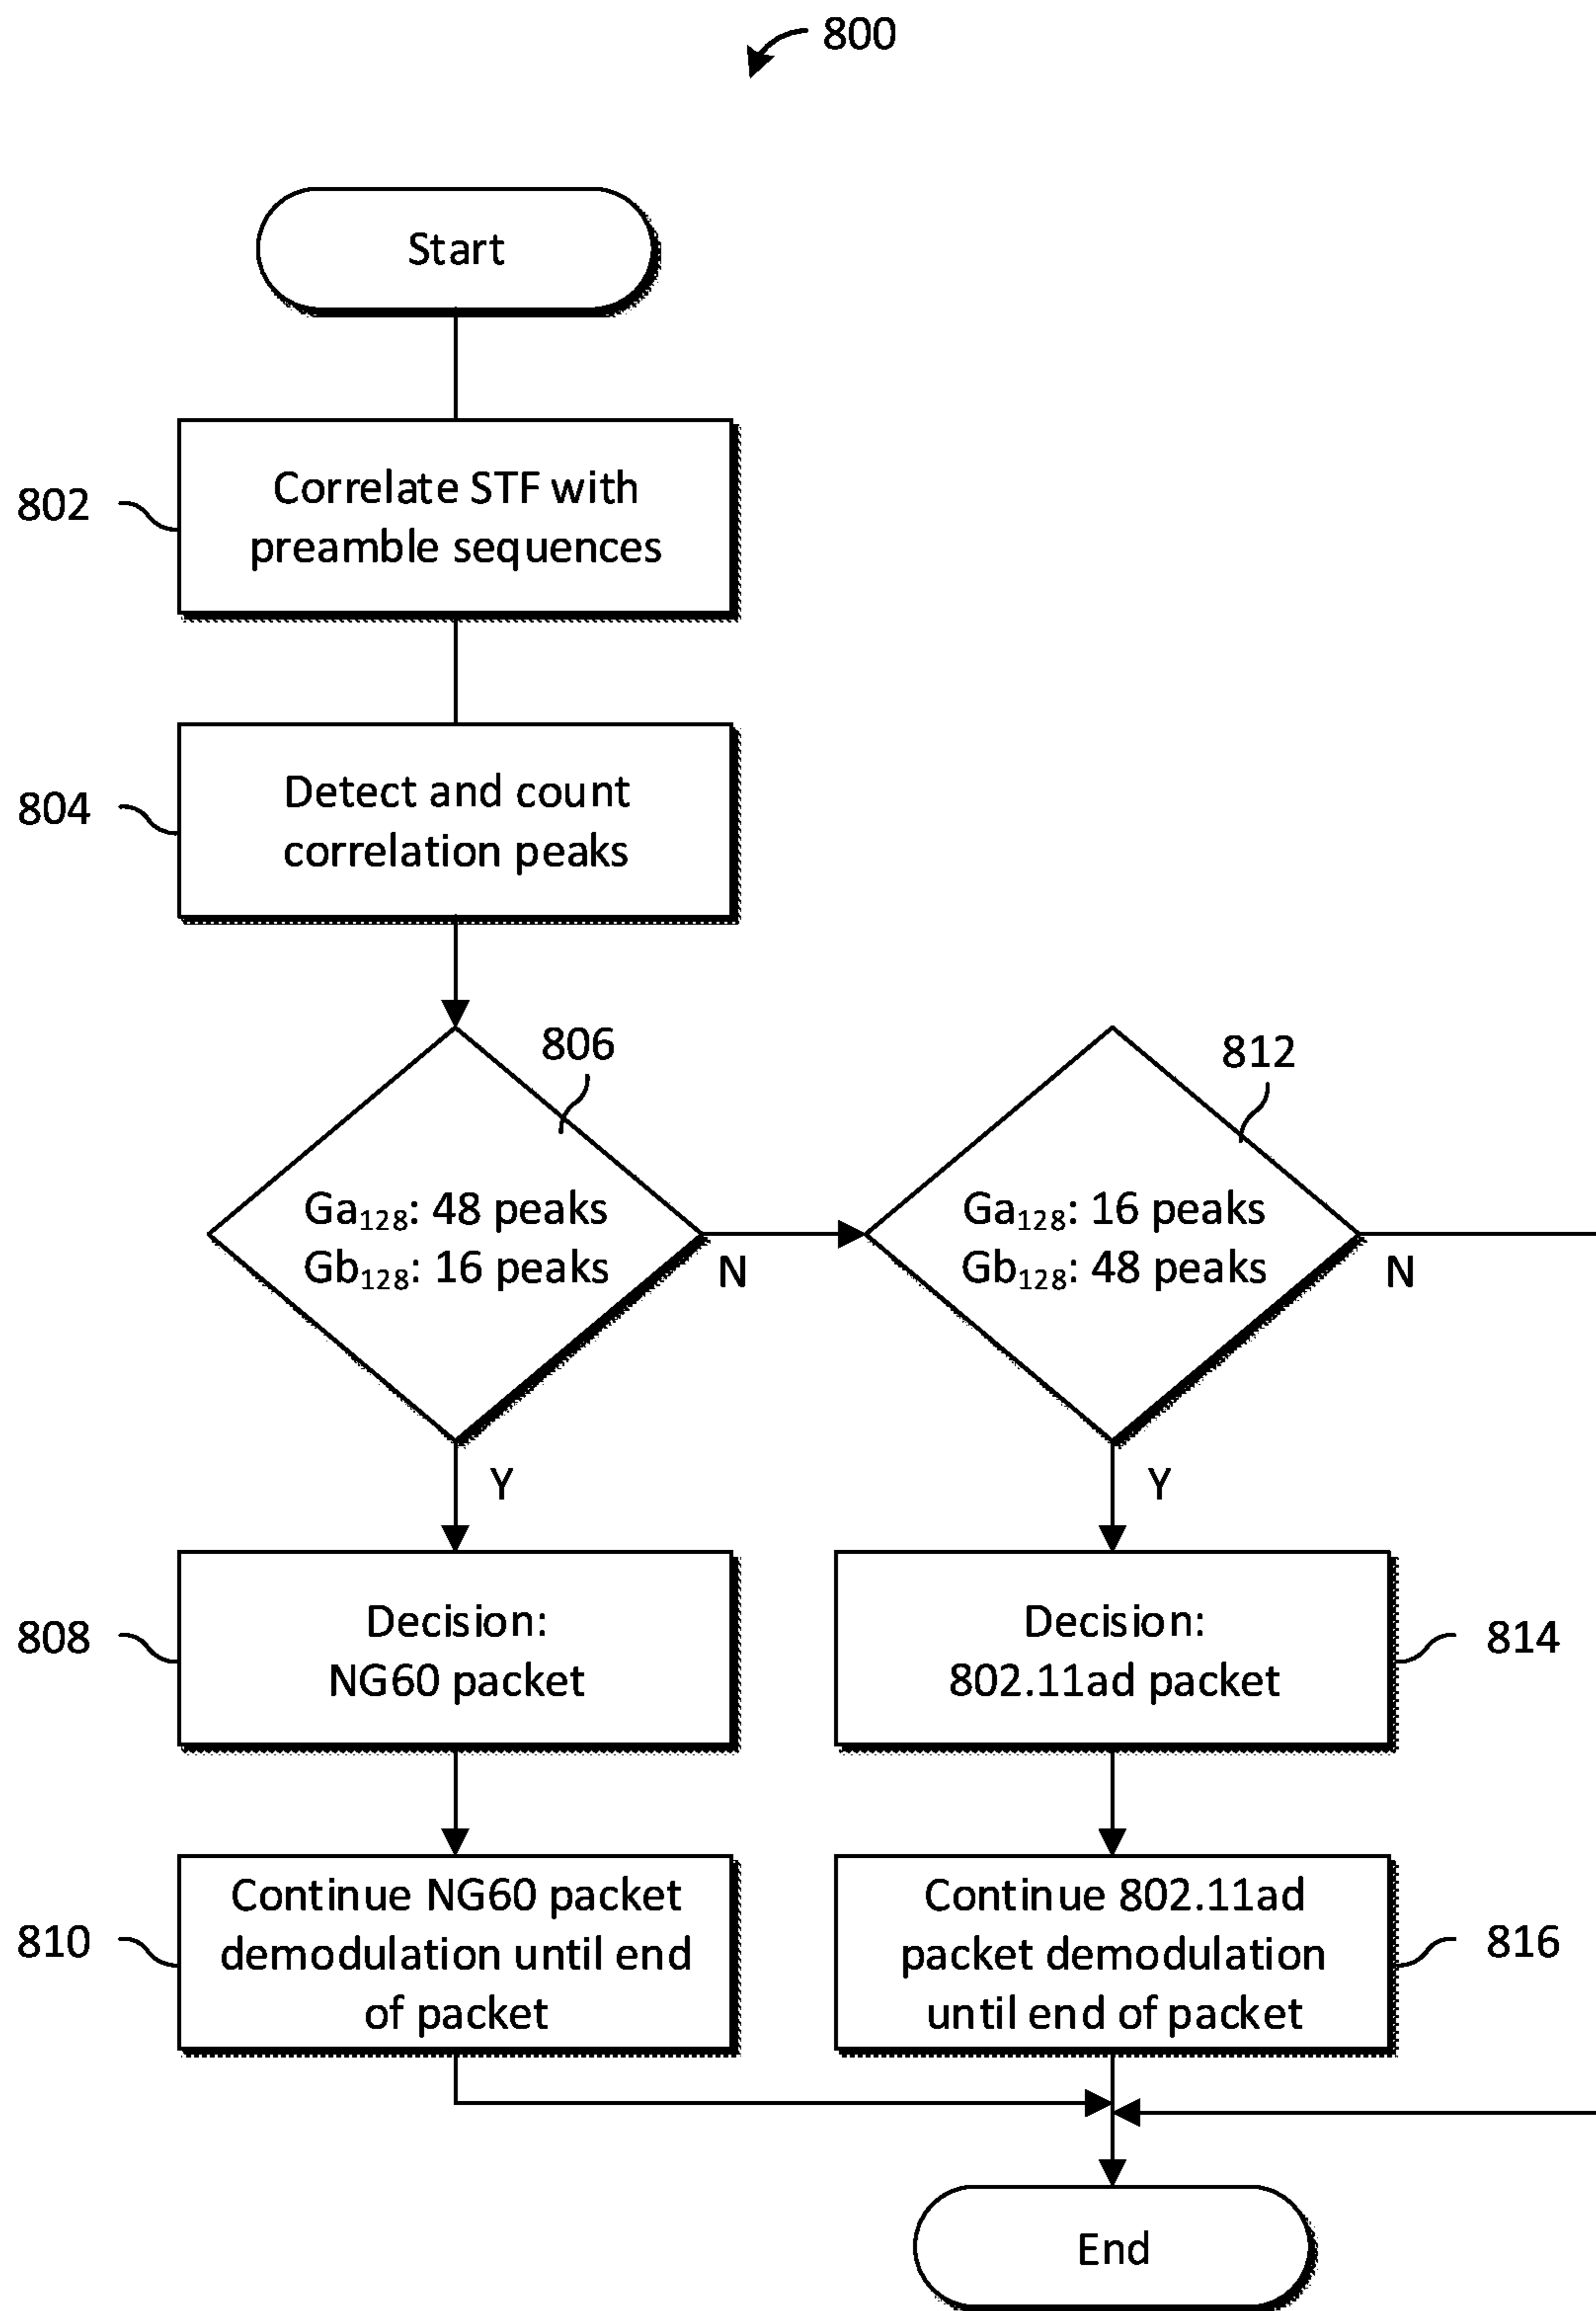 800
Start
802
Correlate STF with
preamble sequences
804
Detect and count
correlation peaks
806
Ga₁₂₈: 48 peaks
Gb₁₂₈: 16 peaks
N
Y
812
Ga₁₂₈: 16 peaks
Gb₁₂₈: 48 peaks
N
Y
808
Decision:
NG60 packet
Decision:
802.11ad packet
814
810
Continue NG60 packet
demodulation until end
of packet
Continue 802.11ad
packet demodulation
until end of packet
816
End